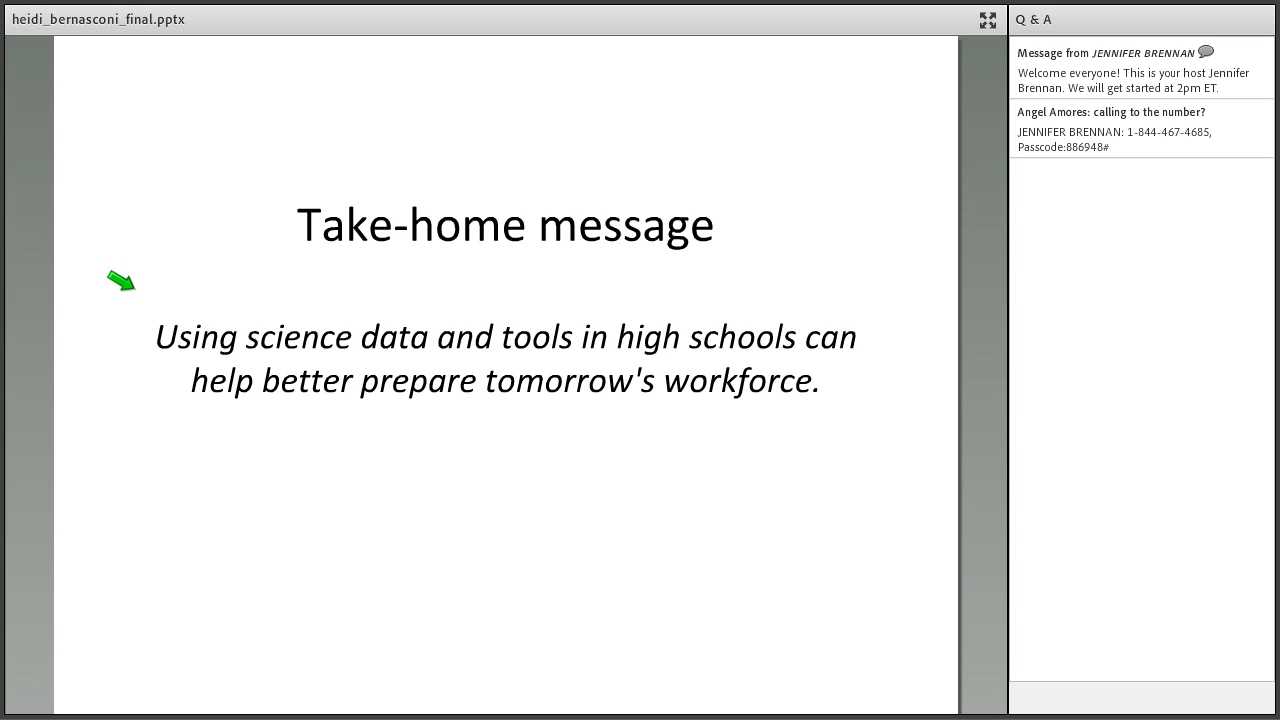 heidi_bernasconi_final.pptx
Take-home message
Using science data and tools in high schools can
help better prepare tomorrow's workforce.
Q & A
Message from JENNIFER BRENNAN
Welcome everyone! This is your host Jennifer
Brennan. We will get started at 2pm ET.
Angel Amores: calling to the number?
JENNIFER BRENNAN: 1-844-467-4685,
Passcode:886948#